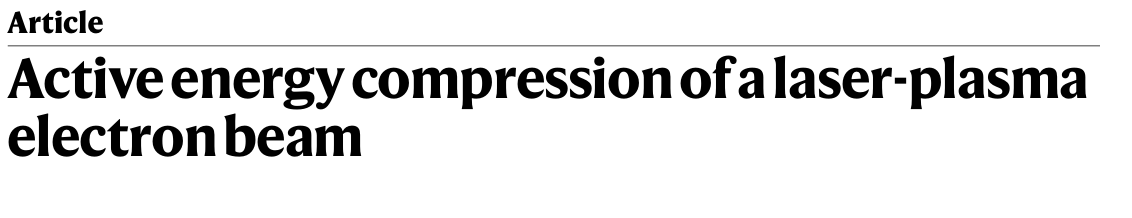 Article
Active energy compression of a laser-plasma
electron beam